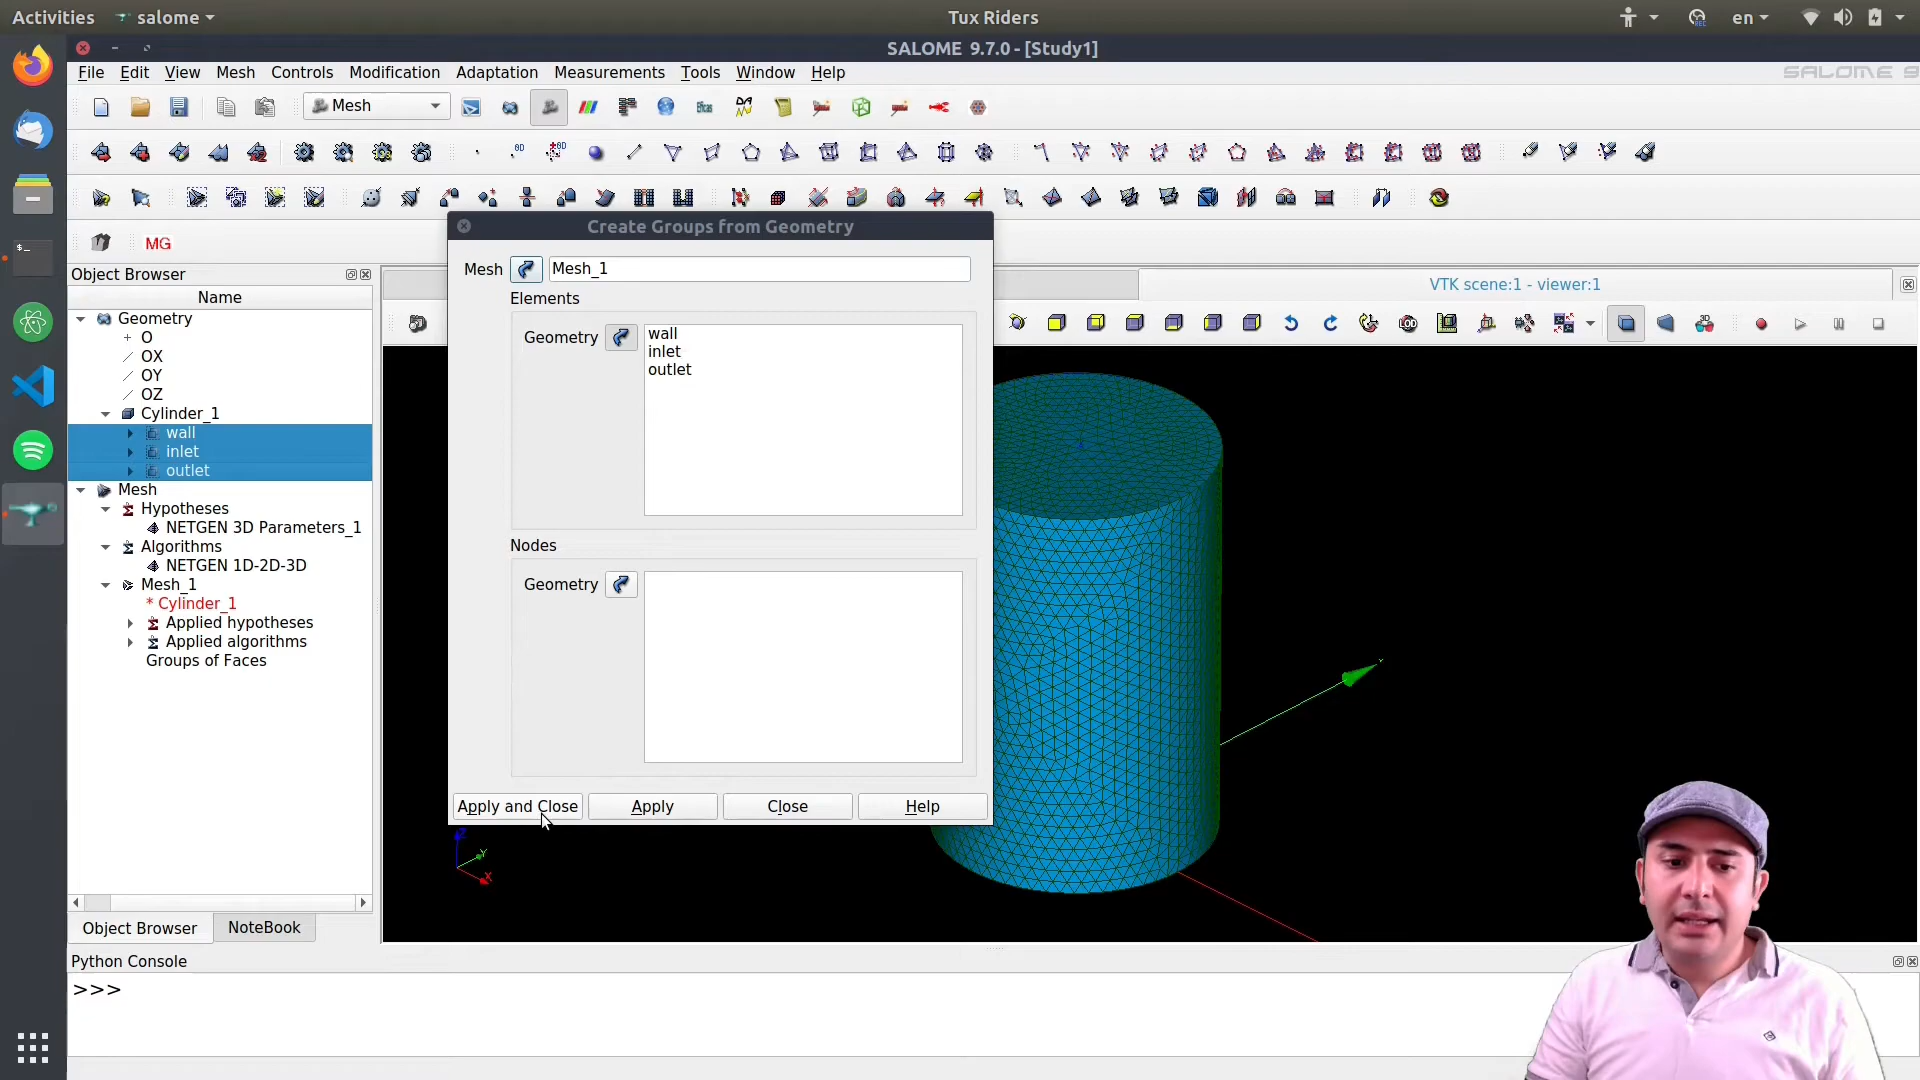 Activities
salome
Tux Riders
en
SALOME 9.7.0 - [Study1]
File Edit View Mesh Controls Modification Adaptation Measurements Tools Window Help
SALOME 9
Mesh
MG
Object Browser
Name
Geometry
O
OX
OY
OZ
Cylinder_1
wall
inlet
outlet
Mesh
Hypotheses
NETGEN 3D Parameters_1
Algorithms
NETGEN 1D-2D-3D
Mesh_1
* Cylinder_1
Applied hypotheses
Applied algorithms
Groups of Faces
Object Browser
NoteBook
Create Groups from Geometry
Mesh
Mesh_1
Elements
Geometry
wall
inlet
outlet
Nodes
Geometry
Apply and Close
Apply
Close
Help
VTK scene:1 - viewer:1
Z
Y
X
Python Console
>>>